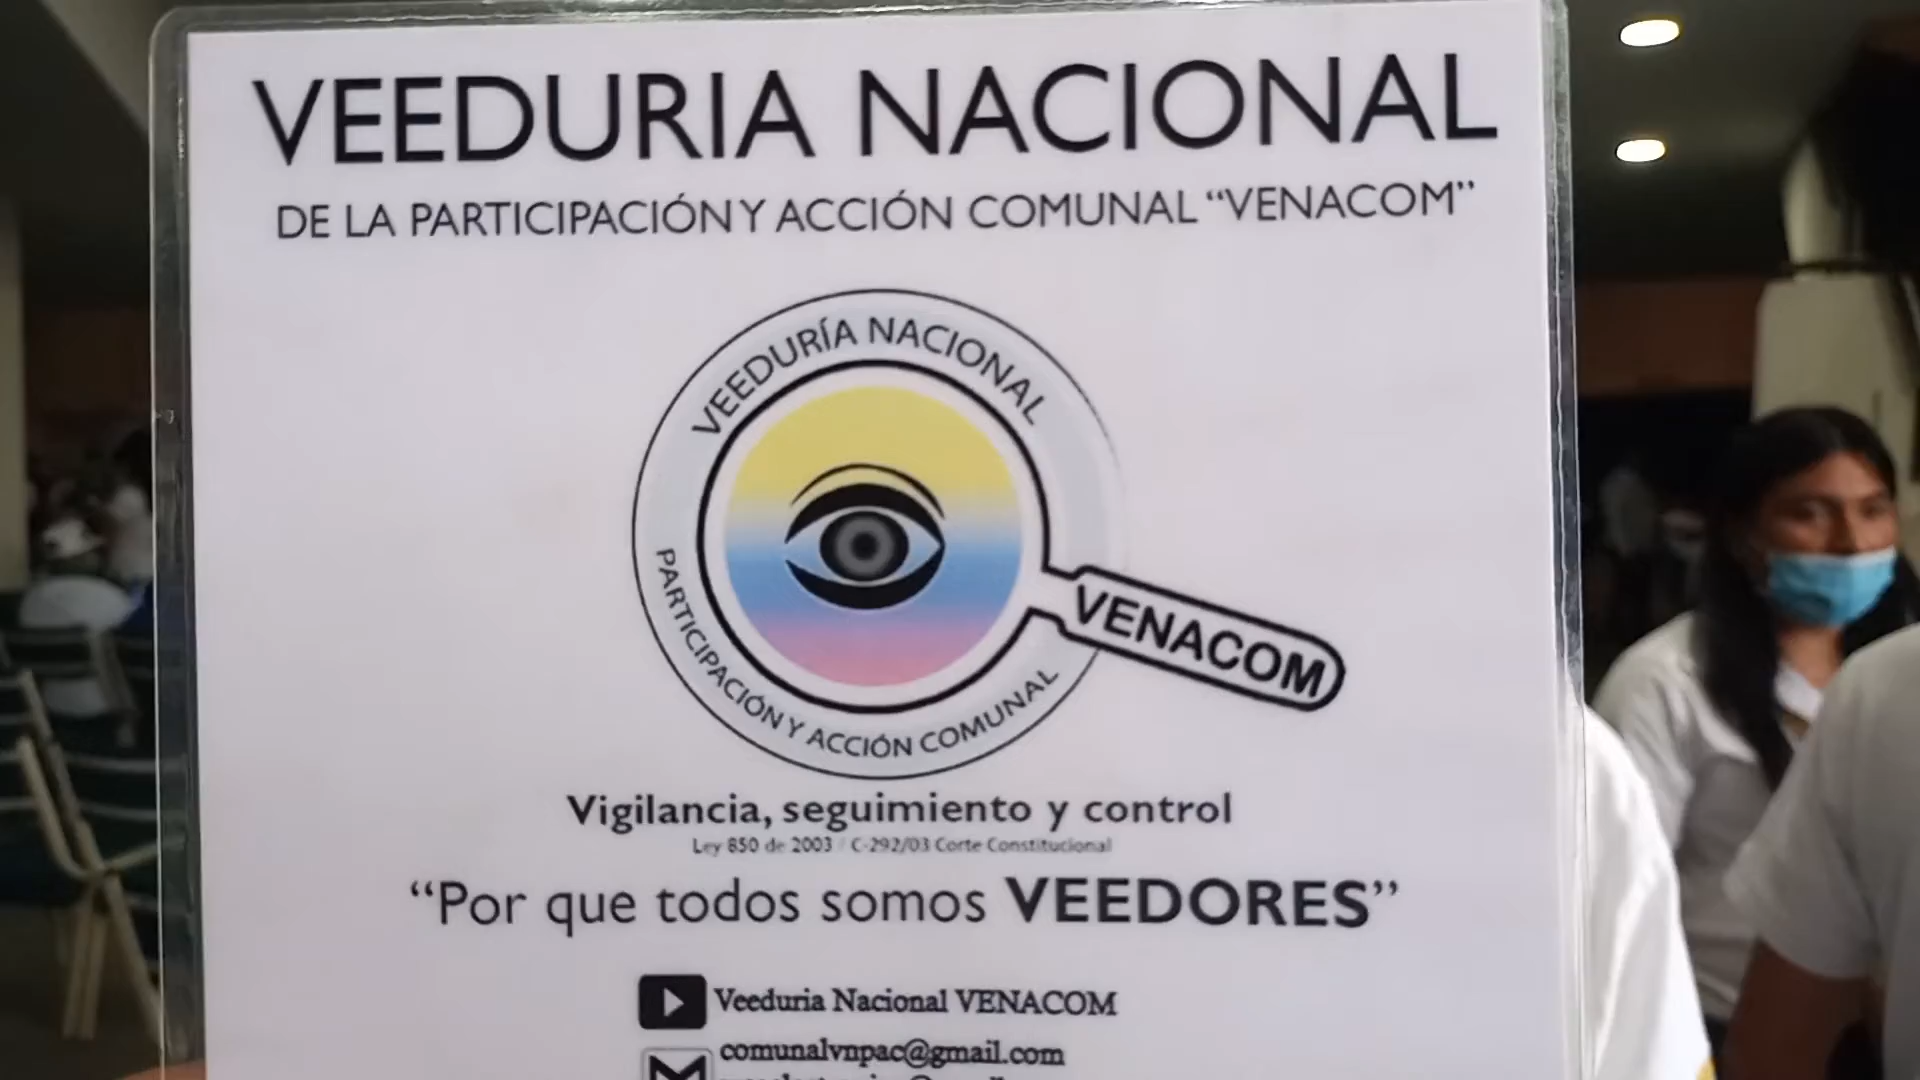 VEEDURIA NACIONAL
DE LA PARTICIPACIÓN Y ACCIÓN COMUNAL “VENACOM”
VEEDURÍA NACIONAL
PARTICIPACIÓN Y ACCIÓN COMUNAL
VENACOM
Vigilancia, seguimiento y control
Ley 850 de 2003 / C-292/03 Corte Constitucional
“Por que todos somos VEEDORES”
Veeduria Nacional VENACOM
comunalvnpac@gmail.com